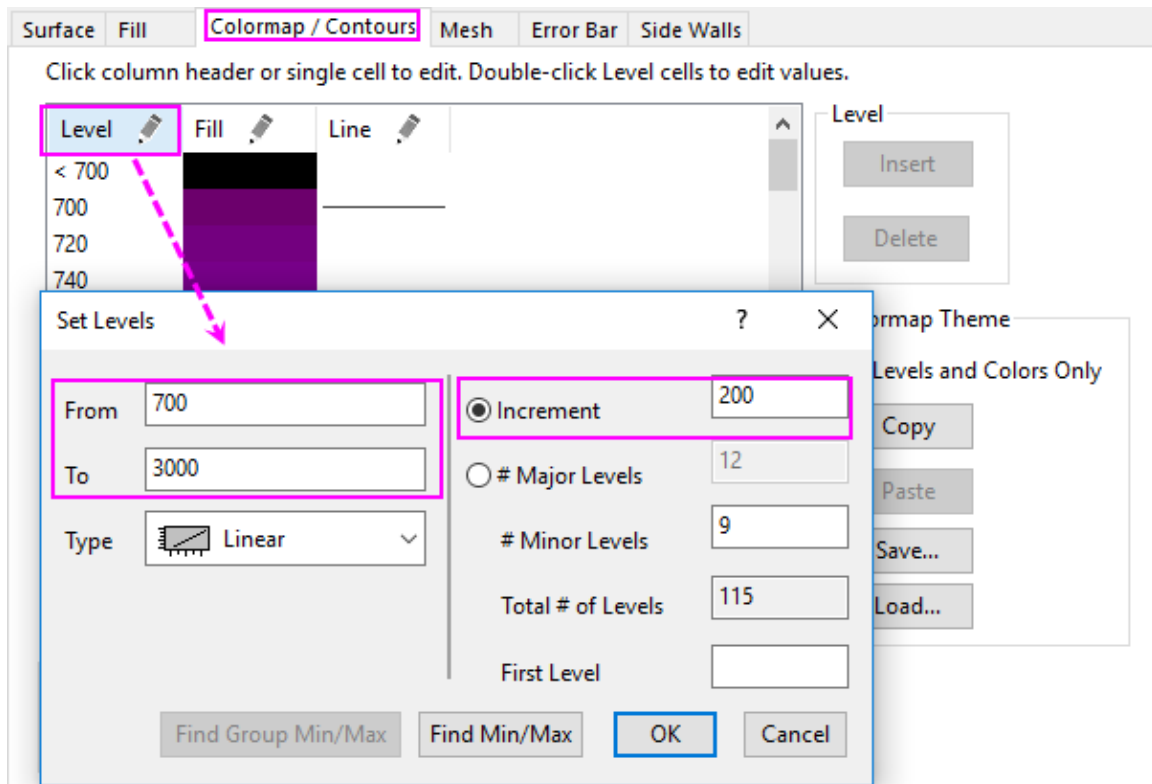 Surface Fill Colormap / Contours Mesh Error Bar Side Walls
Click column header or single cell to edit. Double-click Level cells to edit values.
Level Fill Line
< 700
700
720
740
Level
Insert
Delete
Set Levels ? ×
From 700
To 3000
Type Linear
Increment 200
# Major Levels 12
# Minor Levels 9
Total # of Levels 115
First Level
Find Group Min/Max Find Min/Max OK Cancel
ormap Theme
Levels and Colors Only
Copy
Paste
Save...
Load...